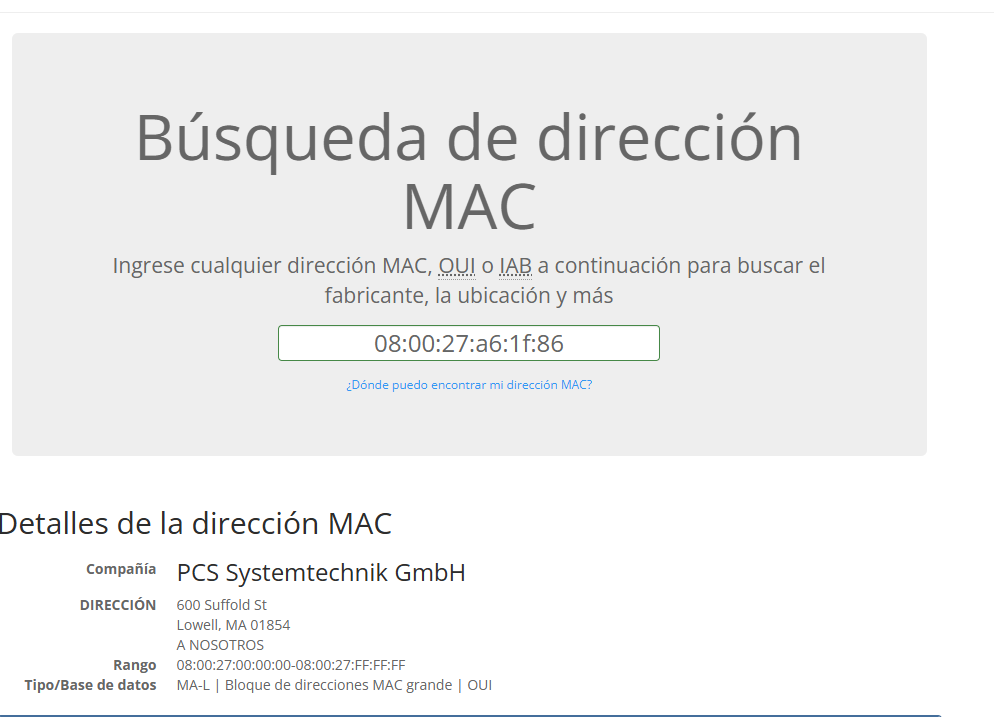 Búsqueda de dirección
MAC
Ingrese cualquier dirección MAC, OUI o IAB a continuación para buscar el
fabricante, la ubicación y más
08:00:27:a6:1f:86
¿Dónde puedo encontrar mi dirección MAC?
Detalles de la dirección MAC
Compañía PCS Systemtechnik GmbH
DIRECCIÓN 600 Suffold St
Lowell, MA 01854
A NOSOTROS
Rango 08:00:27:00:00:00-08:00:27:FF:FF:FF
Tipo/Base de datos MA-L | Bloque de direcciones MAC grande | OUI